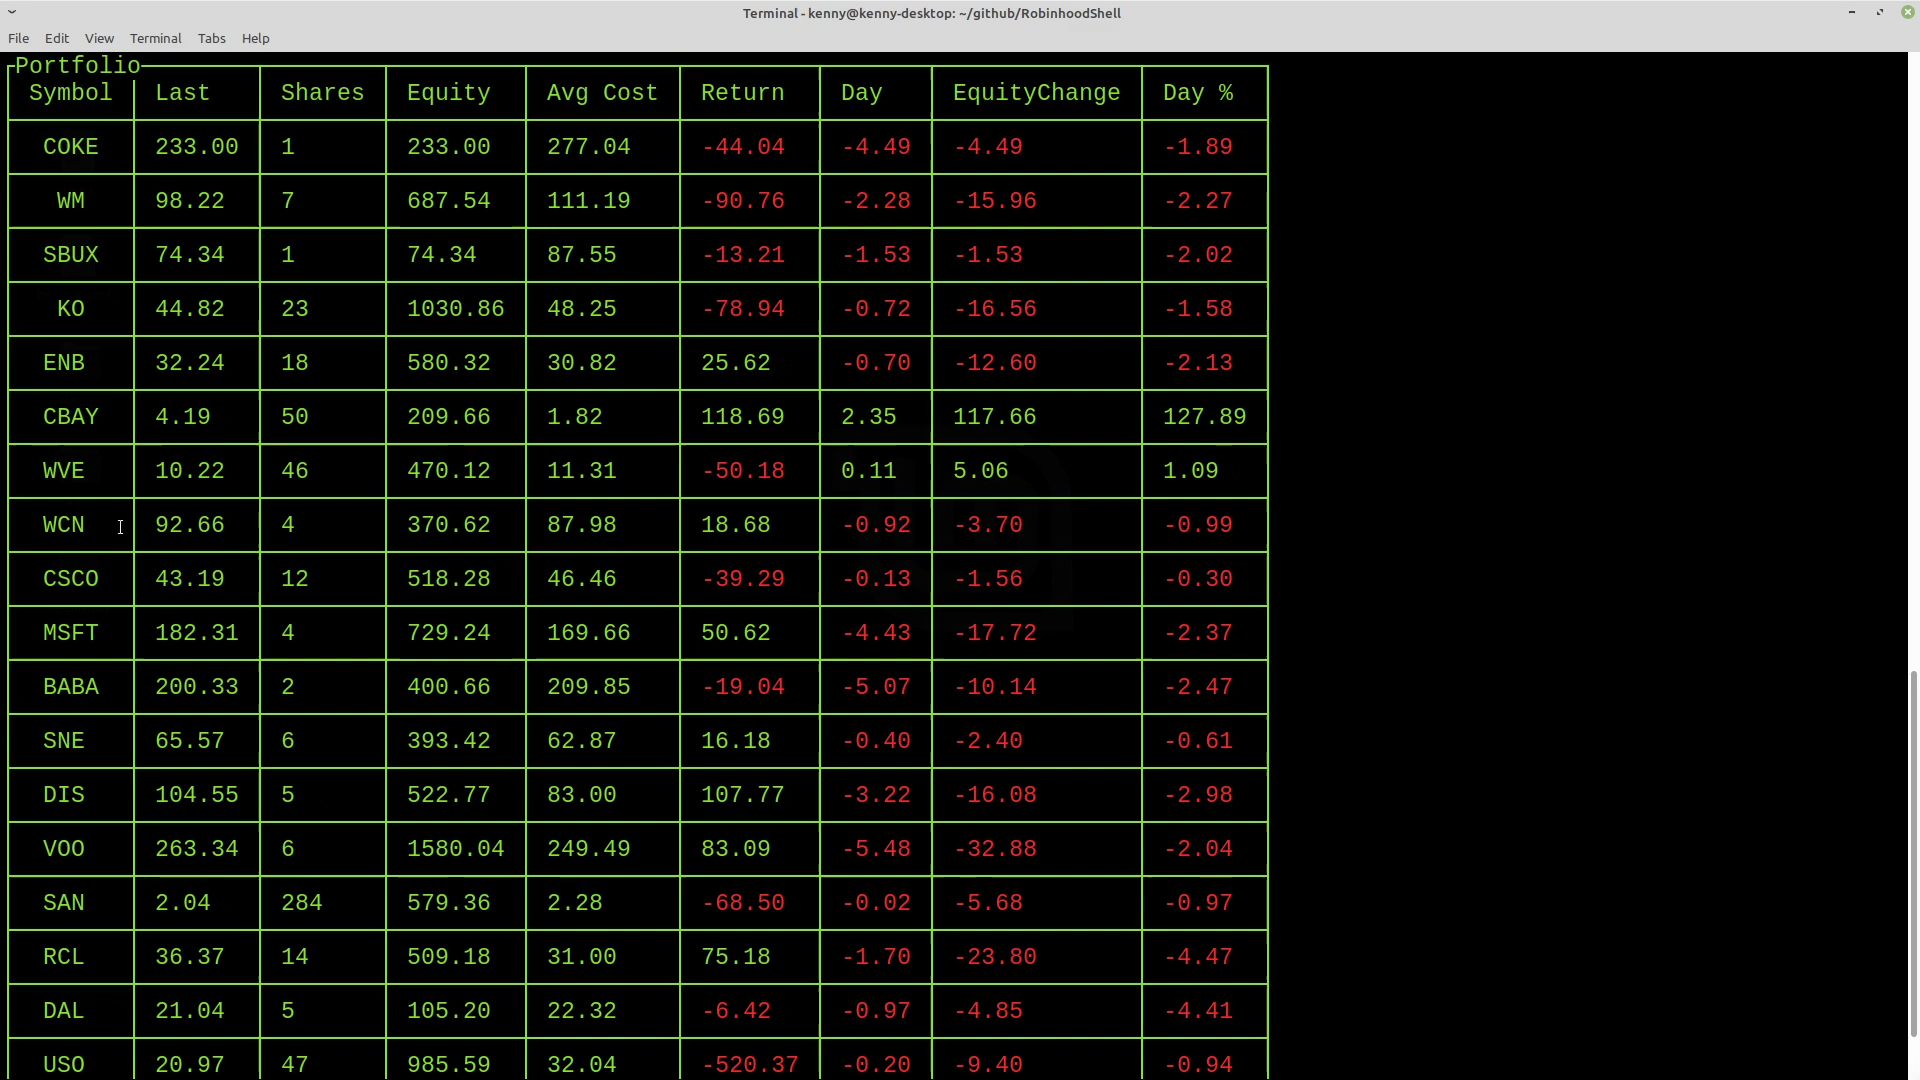 Terminal - kenny@kenny-desktop: ~/github/RobinhoodShell
File Edit View Terminal Tabs Help
Portfolio
Symbol Last Shares Equity Avg Cost Return Day EquityChange Day %
COKE 233.00 1 233.00 277.04 -44.04 -4.49 -4.49 -1.89
WM 98.22 7 687.54 111.19 -90.76 -2.28 -15.96 -2.27
SBUX 74.34 1 74.34 87.55 -13.21 -1.53 -1.53 -2.02
KO 44.82 23 1030.86 48.25 -78.94 -0.72 -16.56 -1.58
ENB 32.24 18 580.32 30.82 25.62 -0.70 -12.60 -2.13
CBAY 4.19 50 209.66 1.82 118.69 2.35 117.66 127.89
WVE 10.22 46 470.12 11.31 -50.18 0.11 5.06 1.09
WCN 92.66 4 370.62 87.98 18.68 -0.92 -3.70 -0.99
CSCO 43.19 12 518.28 46.46 -39.29 -0.13 -1.56 -0.30
MSFT 182.31 4 729.24 169.66 50.62 -4.43 -17.72 -2.37
BABA 200.33 2 400.66 209.85 -19.04 -5.07 -10.14 -2.47
SNE 65.57 6 393.42 62.87 16.18 -0.40 -2.40 -0.61
DIS 104.55 5 522.77 83.00 107.77 -3.22 -16.08 -2.98
VOO 263.34 6 1580.04 249.49 83.09 -5.48 -32.88 -2.04
SAN 2.04 284 579.36 2.28 -68.50 -0.02 -5.68 -0.97
RCL 36.37 14 509.18 31.00 75.18 -1.70 -23.80 -4.47
DAL 21.04 5 105.20 22.32 -6.42 -0.97 -4.85 -4.41
USO 20.97 47 985.59 32.04 -520.37 -0.20 -9.40 -0.94